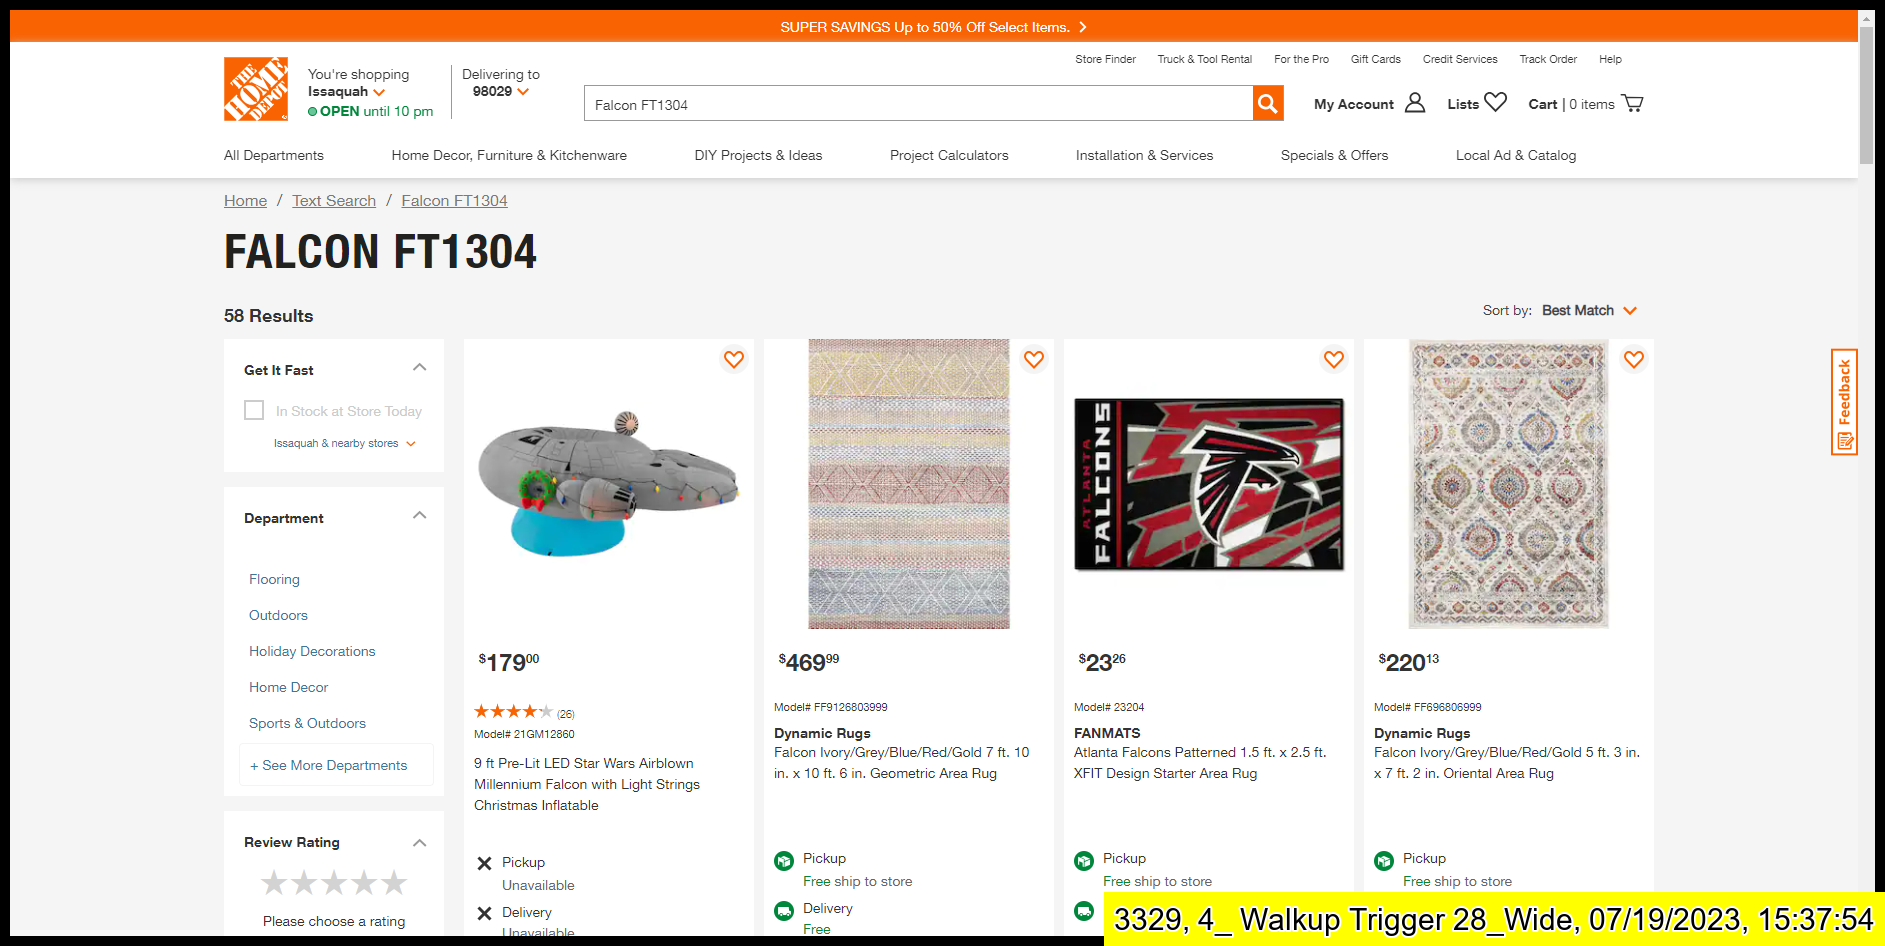 SUPER SAVINGS Up to 50% Off Select Items.
Store Finder
Truck & Tool Rental
For the Pro
Gift Cards
Credit Services
Track Order
Help
THE HOME DEPOT
You're shopping
Issaquah
OPEN until 10 pm
Delivering to
98029
Falcon FT1304
My Account
Lists
Cart | 0 items
All Departments
Home Decor, Furniture & Kitchenware
DIY Projects & Ideas
Project Calculators
Installation & Services
Specials & Offers
Local Ad & Catalog
Home / Text Search / Falcon FT1304
FALCON FT1304
58 Results
Sort by: Best Match
Get It Fast
In Stock at Store Today
Issaquah & nearby stores
Department
Flooring
Outdoors
Holiday Decorations
Home Decor
Sports & Outdoors
+ See More Departments
Review Rating
Please choose a rating
$17900
(26)
Model# 21GM12860
9 ft Pre-Lit LED Star Wars Airblown
Millennium Falcon with Light Strings
Christmas Inflatable
Pickup
Unavailable
Delivery
Unavailable
$46999
Model# FF9126803999
Dynamic Rugs
Falcon Ivory/Grey/Blue/Red/Gold 7 ft. 10
in. x 10 ft. 6 in. Geometric Area Rug
Pickup
Free ship to store
Delivery
Free
ATLANTA
FALCONS
$2326
Model# 23204
FANMATS
Atlanta Falcons Patterned 1.5 ft. x 2.5 ft.
XFIT Design Starter Area Rug
Pickup
Free ship to store
$22013
Model# FF696806999
Dynamic Rugs
Falcon Ivory/Grey/Blue/Red/Gold 5 ft. 3 in.
x 7 ft. 2 in. Oriental Area Rug
Pickup
Free ship to store
Feedback
3329, 4_ Walkup Trigger 28_Wide, 07/19/2023, 15:37:54